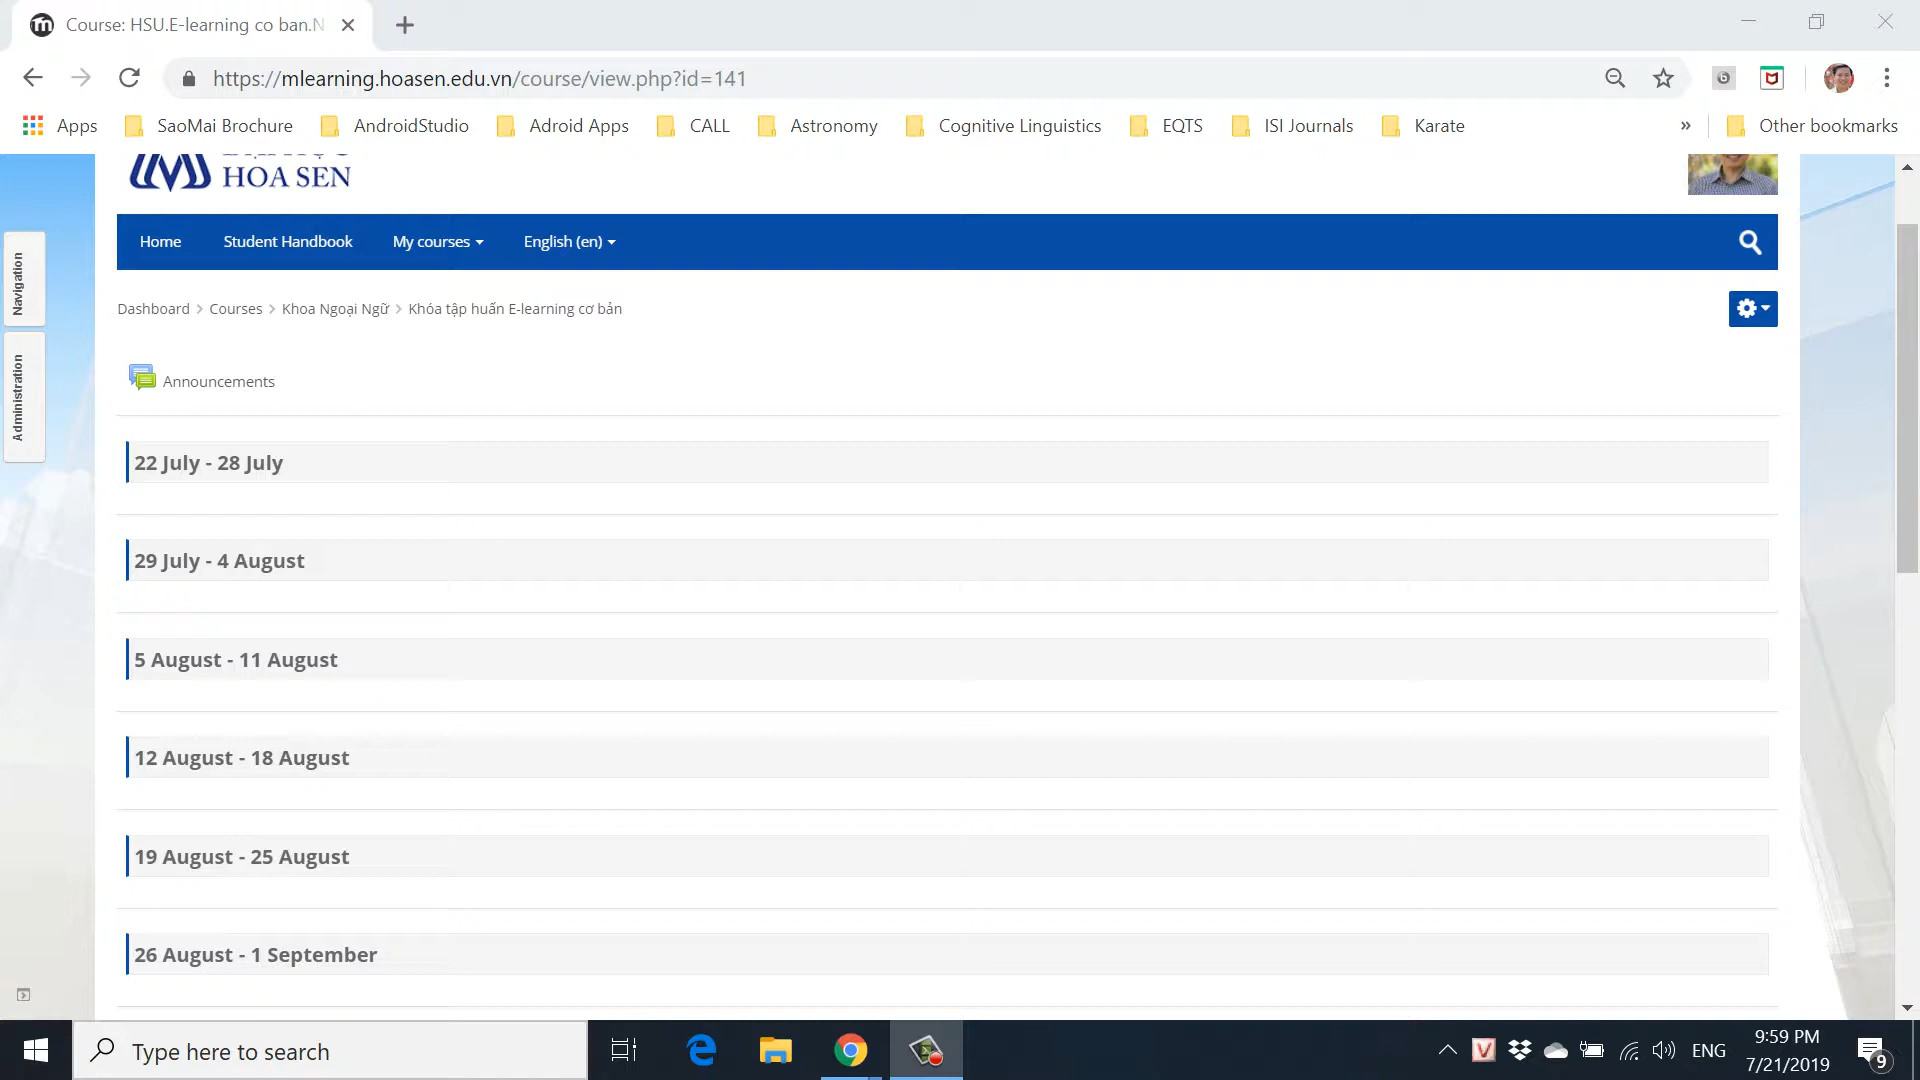 Course: HSU.E-learning co ban.N
https://mlearning.hoasen.edu.vn/course/view.php?id=141
Apps SaoMai Brochure AndroidStudio Adroid Apps CALL Astronomy Cognitive Linguistics EQTS ISI Journals Karate » Other bookmarks
HOA SEN
Home Student Handbook My courses English (en)
Navigation
Administration
Dashboard > Courses > Khoa Ngoại Ngữ > Khóa tập huấn E-learning cơ bản
Announcements
22 July - 28 July
29 July - 4 August
5 August - 11 August
12 August - 18 August
19 August - 25 August
26 August - 1 September
Type here to search
ENG
9:59 PM
7/21/2019
9